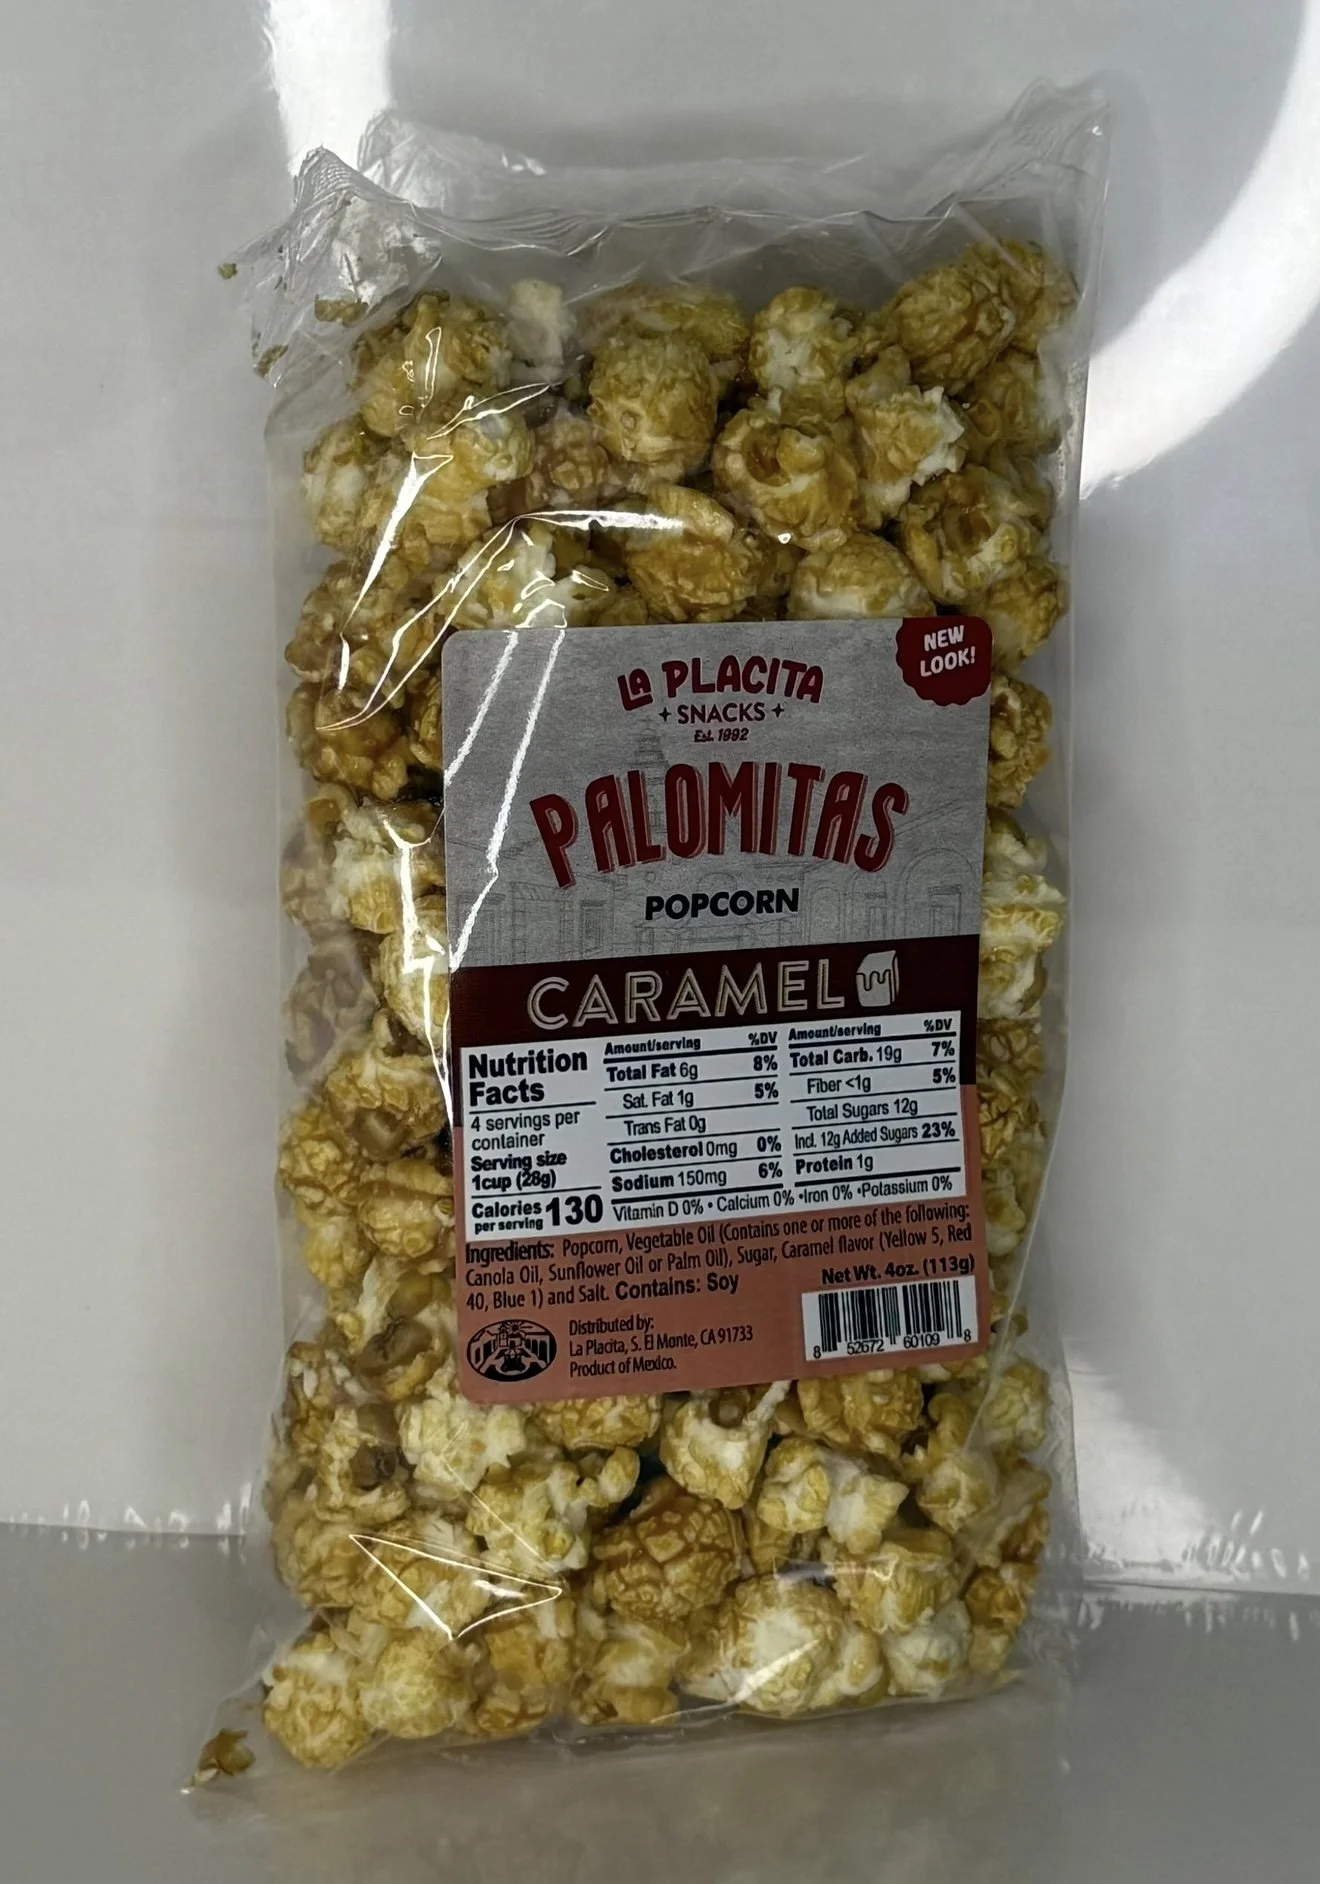 NEW
LOOK!
LA PLACITA
SNACKS
Est. 1992
PALOMITAS
POPCORN
CARAMEL
Nutrition
Facts
4 servings per
container
Serving size
1cup (28g)
Calories
per serving 130
Amount/serving %DV
Total Fat 6g 8%
Sat. Fat 1g 5%
Trans Fat 0g
Cholesterol 0mg 0%
Sodium 150mg 6%
Amount/serving %DV
Total Carb. 19g 7%
Fiber <1g 5%
Total Sugars 12g
Incl. 12g Added Sugars 23%
Protein 1g
Vitamin D 0% • Calcium 0% •Iron 0% •Potassium 0%
Ingredients: Popcorn, Vegetable Oil (Contains one or more of the following:
Canola Oil, Sunflower Oil or Palm Oil), Sugar, Caramel flavor (Yellow 5, Red
40, Blue 1) and Salt. Contains: Soy
Net Wt. 4oz. (113g)
Distributed by:
La Placita, S. El Monte, CA 91733
Product of Mexico.
8 52672 60109 8